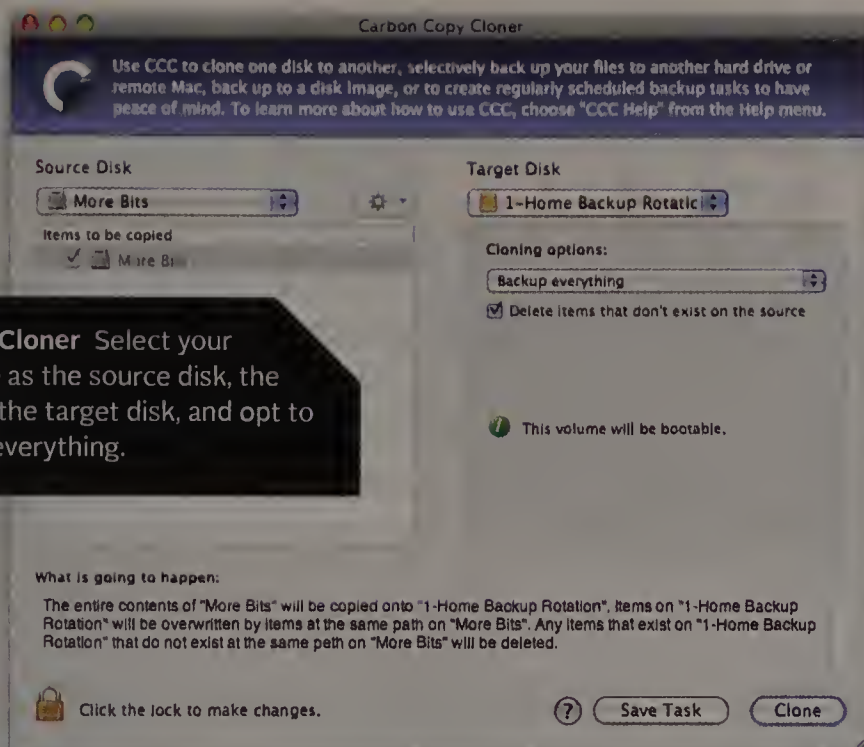 Carbon Copy Cloner
Use CCC to clone one disk to another, selectively back up your files to another hard drive or
remote Mac, back up to a disk image, or to create regularly scheduled backup tasks to have
peace of mind. To learn more about how to use CCC, choose "CCC Help" from the Help menu.
Source Disk
More Bits
Items to be copied
More Bi
Target Disk
1-Home Backup Rotatic
Cloning options:
Backup everything
Delete items that don't exist on the source
This volume will be bootable.
Cloner Select your
as the source disk, the
the target disk, and opt to
everything.
What is going to happen:
The entire contents of "More Bits" will be copied onto "1-Home Backup Rotation". Items on "1-Home Backup
Rotation" will be overwritten by items at the same path on "More Bits". Any items that exist on "1-Home Backup
Rotation" that do not exist at the same path on "More Bits" will be deleted.
Click the lock to make changes.
?
Save Task
Clone